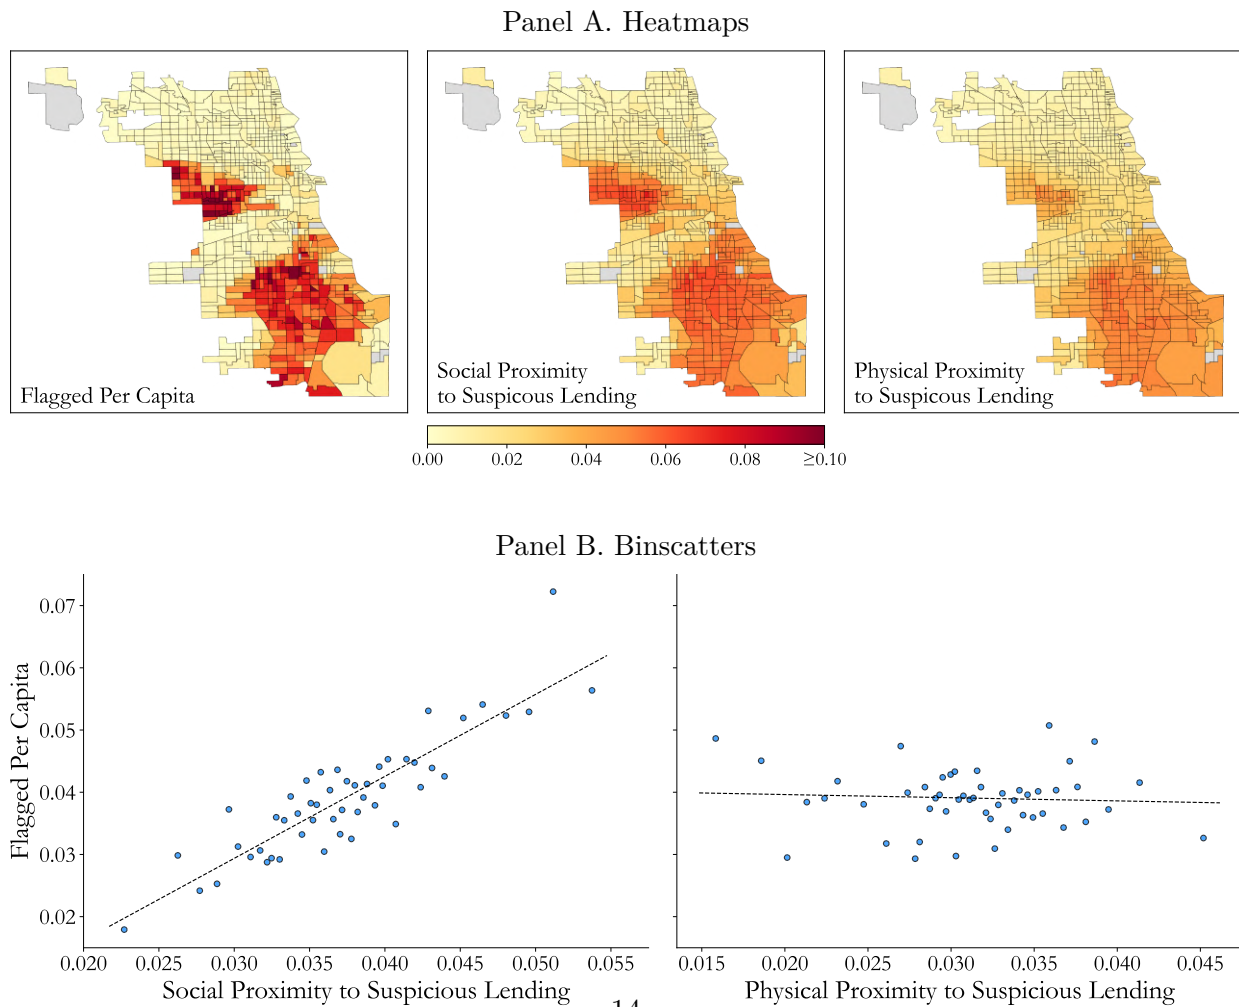 Panel A. Heatmaps
Flagged Per Capita
Social Proximity
to Suspicous Lending
Physical Proximity
to Suspicous Lending
0.00 0.02 0.04 0.06 0.08 ≥0.10
Panel B. Binscatters
Flagged Per Capita
0.07
0.06
0.05
0.04
0.03
0.02
0.020 0.025 0.030 0.035 0.040 0.045 0.050 0.055
Social Proximity to Suspicious Lending
0.015 0.020 0.025 0.030 0.035 0.040 0.045
Physical Proximity to Suspicious Lending
14